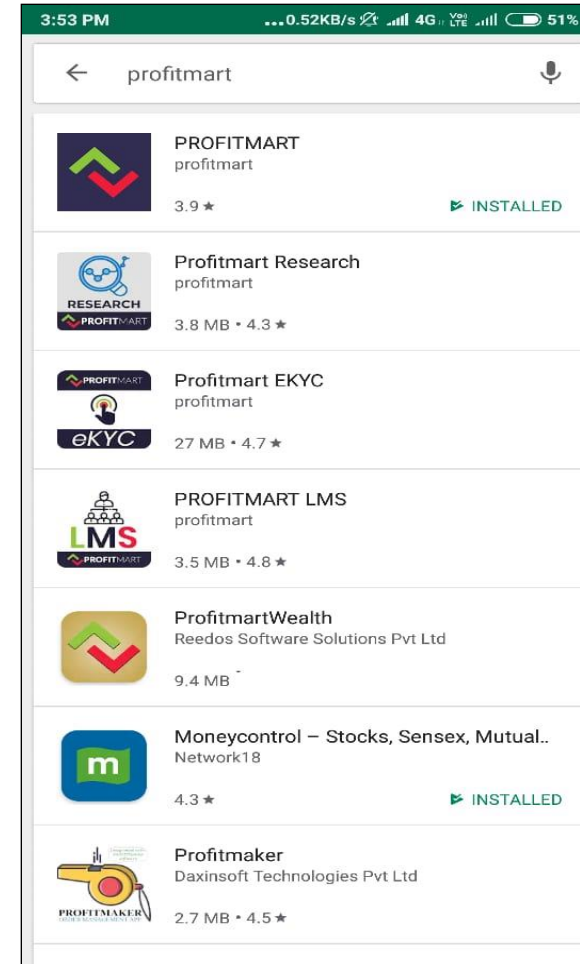 3:53 PM
...0.52KB/s 4G VoLTE 51%
profitmart
PROFITMART
profitmart
3.9 ★
INSTALLED
RESEARCH
PROFITMART
Profitmart Research
profitmart
3.8 MB • 4.3 ★
PROFITMART
eKYC
Profitmart EKYC
profitmart
27 MB • 4.7 ★
LMS
PROFITMART
PROFITMART LMS
profitmart
3.5 MB • 4.8 ★
ProfitmartWealth
Reedos Software Solutions Pvt Ltd
9.4 MB -
m
Moneycontrol – Stocks, Sensex, Mutual..
Network18
4.3 ★
INSTALLED
PROFITMAKER
Profitmaker
Daxinsoft Technologies Pvt Ltd
2.7 MB • 4.5 ★